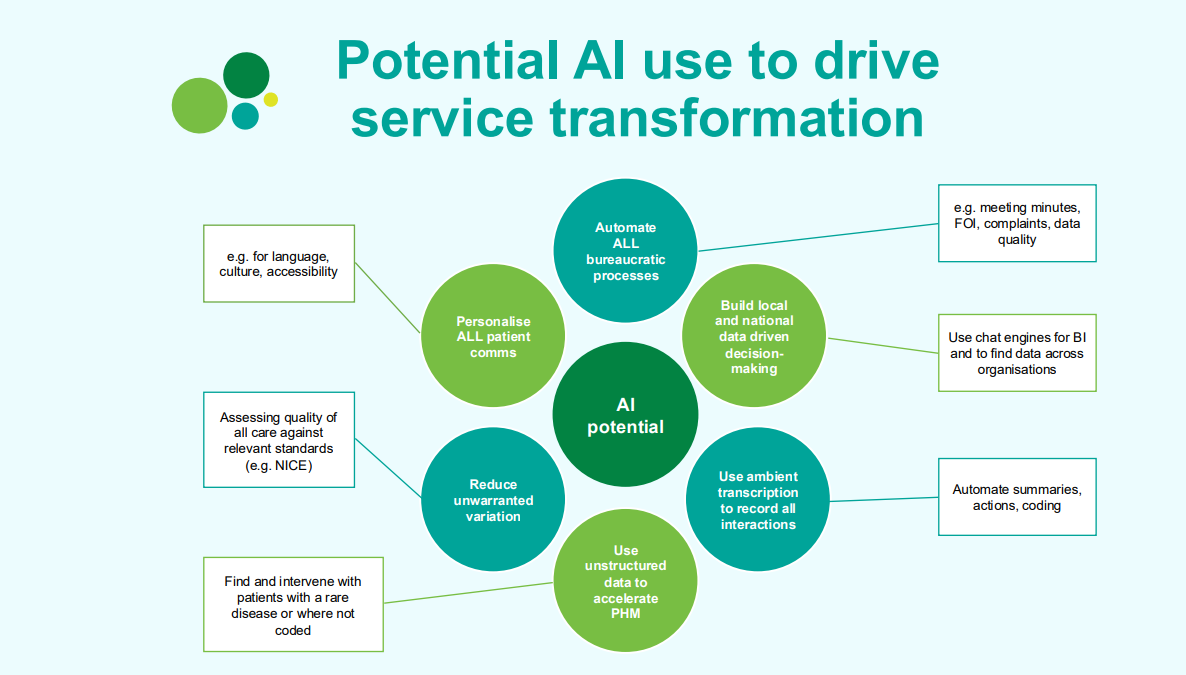 Potential AI use to drive
service transformation
Automate
ALL
bureaucratic
processes
e.g. meeting minutes,
FOI, complaints, data
quality
Build local
and national
data driven
decision-
making
Use chat engines for BI
and to find data across
organisations
Use ambient
transcription
to record all
interactions
Automate summaries,
actions, coding
Use
unstructured
data to
accelerate
PHM
Find and intervene with
patients with a rare
disease or where not
coded
Reduce
unwarranted
variation
Assessing quality of
all care against
relevant standards
(e.g. NICE)
Personalise
ALL patient
comms
e.g. for language,
culture, accessibility
AI
potential